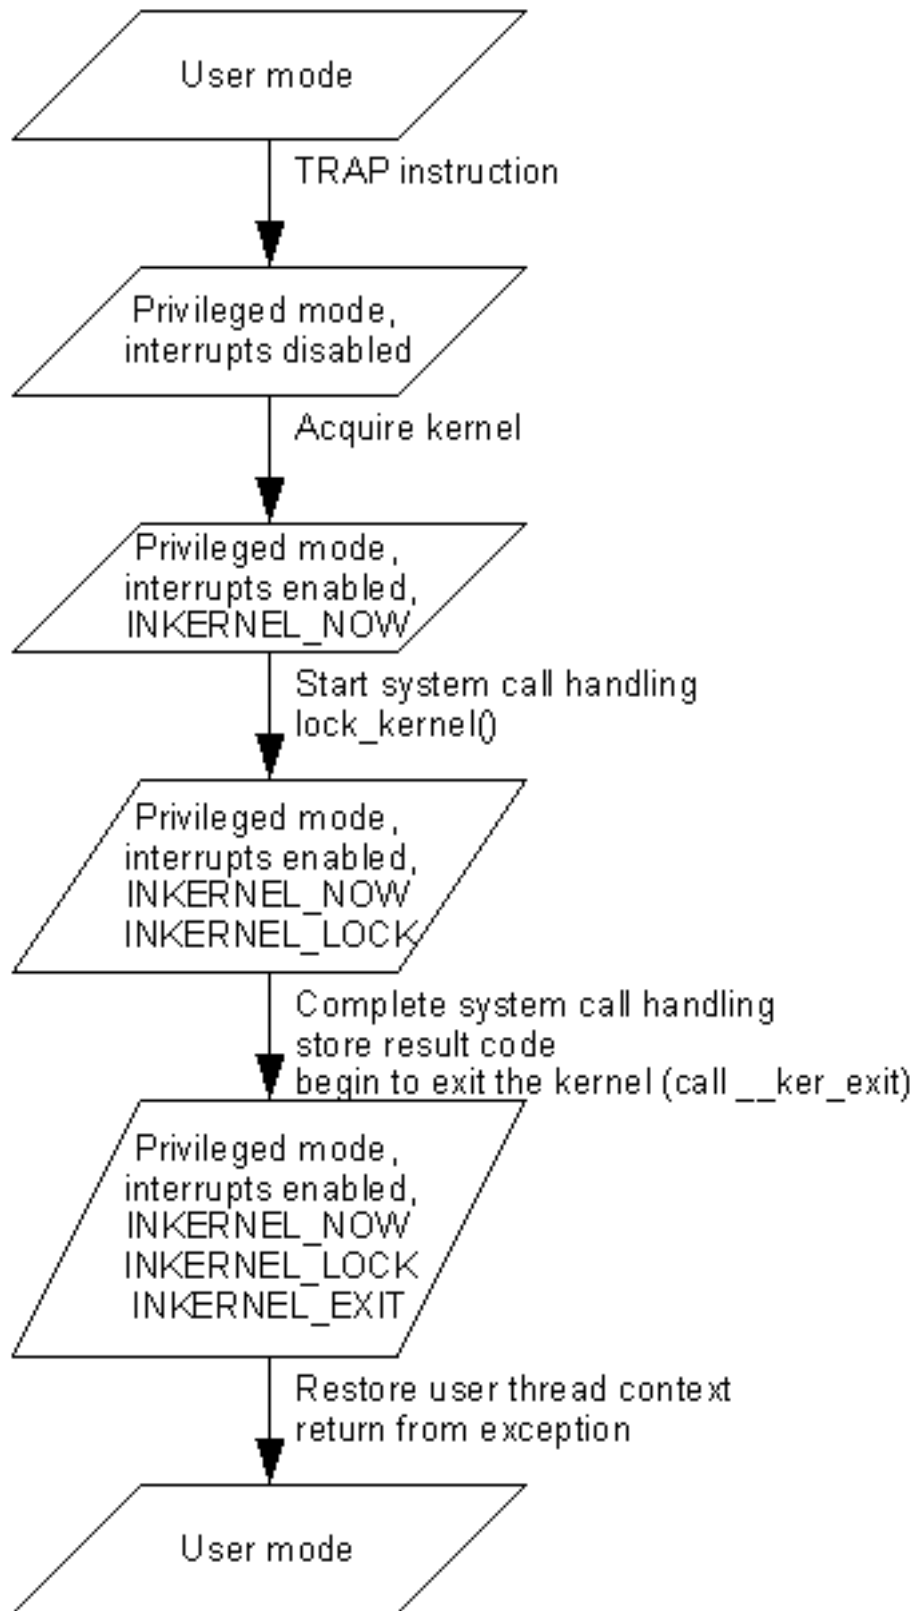 User mode
TRAP instruction
Privileged mode,
interrupts disabled
Acquire kernel
Privileged mode,
interrupts enabled,
INKERNEL_NOW
Start system call handling
lock_kernel()
Privileged mode,
interrupts enabled,
INKERNEL_NOW
INKERNEL_LOCK
Complete system call handling
store result code
begin to exit the kernel (call __ker_exit)
Privileged mode,
interrupts enabled,
INKERNEL_NOW
INKERNEL_LOCK
INKERNEL_EXIT
Restore user thread context
return from exception
User mode